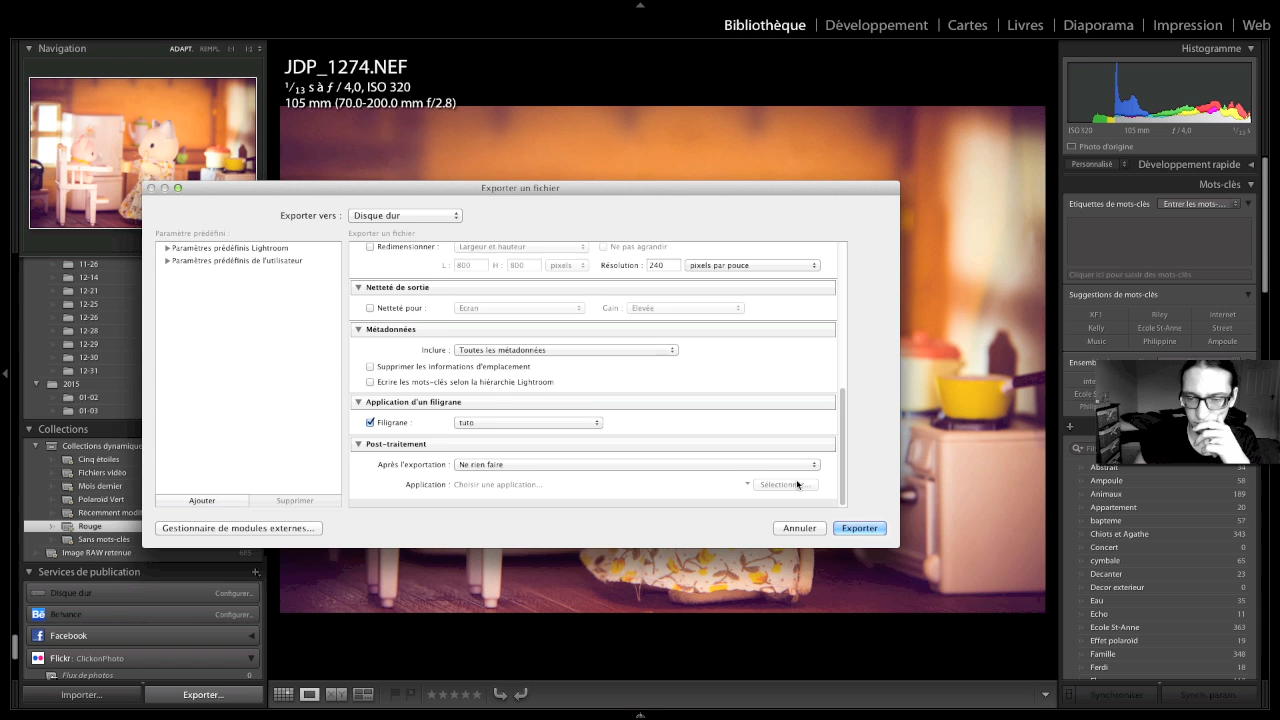 Bibliothèque | Développement | Cartes | Livres | Diaporama | Impression | Web
Navigation
ADAPT. REMPL. 1:1
JDP_1274.NEF
1/13 s à ƒ / 4,0, ISO 320
105 mm (70.0-200.0 mm f/2.8)
Histogramme
ISO 320 105 mm ƒ / 4,0 1/13 s
Photo d'origine
Personnalisé Développement rapide
Mots-clés
Etiquettes de mots-clés Entrer les mots-...
Cliquer ici pour saisir des mots-clés
Suggestions de mots-clés
XF1 Riley Internet
Kelly Ecole St-Anne Street
Music Philippine Ampoule
Exporter un fichier
Exporter vers : Disque dur
Paramètre prédéfini :
Exporter un fichier
Paramètres prédéfinis Lightroom
Paramètres prédéfinis de l'utilisateur
Redimensionner : Largeur et hauteur Ne pas agrandir
L : 800 H : 800 pixels Résolution : 240 pixels par pouce
Netteté de sortie
Netteté pour : Ecran Gain : Elevée
Métadonnées
Inclure : Toutes les métadonnées
Supprimer les informations d'emplacement
Ecrire les mots-clés selon la hiérarchie Lightroom
Application d'un filigrane
Filigrane : tuto
Post-traitement
Après l'exportation : Ne rien faire
Application : Choisir une application...
Ajouter Supprimer
Gestionnaire de modules externes... Annuler Exporter
11-26
12-14
12-21
12-25
12-26
12-28
12-29
12-30
12-31
2015
01-02
01-03
Collections
Collections dynamique
Cinq étoiles
Fichiers vidéo
Mois dernier
Polaroid Vert
Récemment modi
Rouge
Sans mots-clés
Image RAW retenue 685
Services de publication
Disque dur Configurer...
Bē Behance Configurer...
f Facebook
Flickr : ClickonPhoto
Flux de photos 0
Importer... Exporter...
Abstrait 34
Ampoule 58
Animaux 189
Appartement 20
bapteme 57
Chiots et Agathe 343
Concert 0
cymbale 65
Decanter 23
Decor exterieur 0
Eau 35
Echo 11
Ecole St-Anne 363
Effet polaroid 19
Famille 348
Ferdi 18
Synchroniser Synch. param.